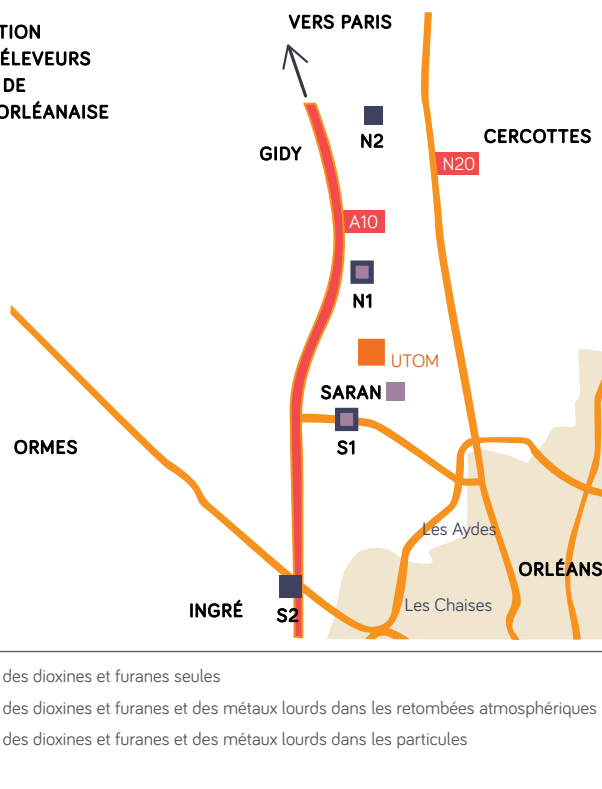 TION
ÉLEVEURS
DE
ORLÉANAISE
VERS PARIS
N2
CERCOTTES
GIDY
N20
A10
N1
UTOM
SARAN
S1
ORMES
Les Aydes
ORLÉANS
Les Chaises
INGRÉ
S2
des dioxines et furanes seules
des dioxines et furanes et des métaux lourds dans les retombées atmosphériques
des dioxines et furanes et des métaux lourds dans les particules